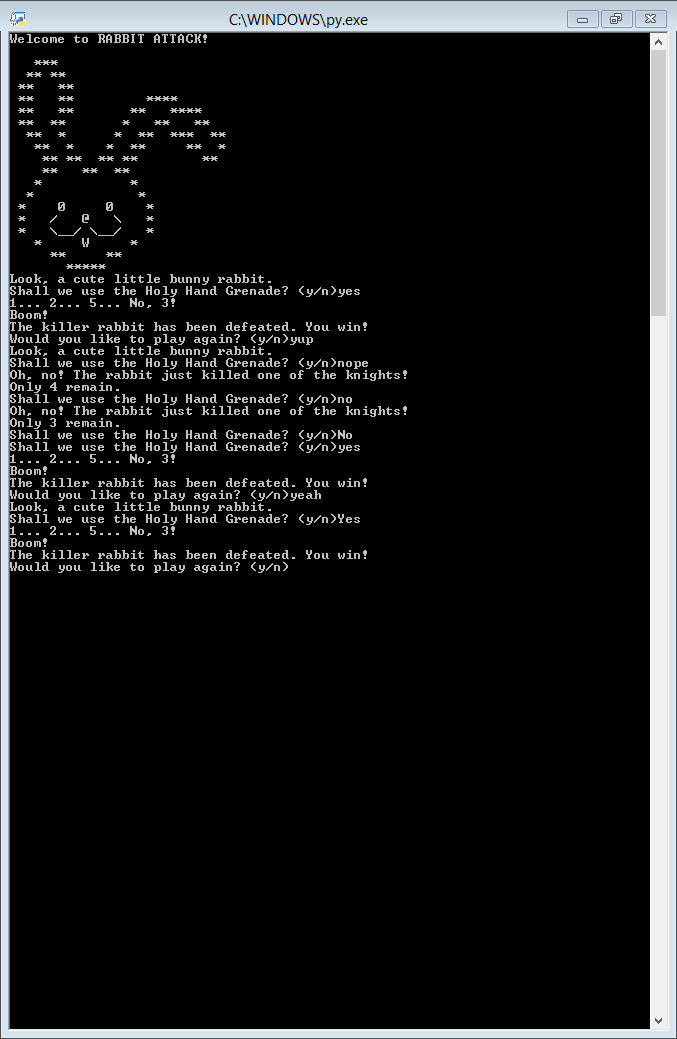 C:\WINDOWS\py.exe
Welcome to RABBIT ATTACK!
   ***
  ** **
 **   **
 **   **         ****
 **   **       **   ****
 **  **       *   **   **
  **  *      *  **  ***  **
   **  *    *  **     **  *
    ** **  ** **        **
    **   **  **
   *           *
  *             *
 *    0     0    *
 *   /   @   \   *
 *   \__/ \__/   *
   *     W     *
     **     **
       *****
Look, a cute little bunny rabbit.
Shall we use the Holy Hand Grenade? (y/n)yes
1... 2... 5... No, 3!
Boom!
The killer rabbit has been defeated. You win!
Would you like to play again? (y/n)yup
Look, a cute little bunny rabbit.
Shall we use the Holy Hand Grenade? (y/n)nope
Oh, no! The rabbit just killed one of the knights!
Only 4 remain.
Shall we use the Holy Hand Grenade? (y/n)no
Oh, no! The rabbit just killed one of the knights!
Only 3 remain.
Shall we use the Holy Hand Grenade? (y/n)No
Shall we use the Holy Hand Grenade? (y/n)yes
1... 2... 5... No, 3!
Boom!
The killer rabbit has been defeated. You win!
Would you like to play again? (y/n)yeah
Look, a cute little bunny rabbit.
Shall we use the Holy Hand Grenade? (y/n)Yes
1... 2... 5... No, 3!
Boom!
The killer rabbit has been defeated. You win!
Would you like to play again? (y/n)